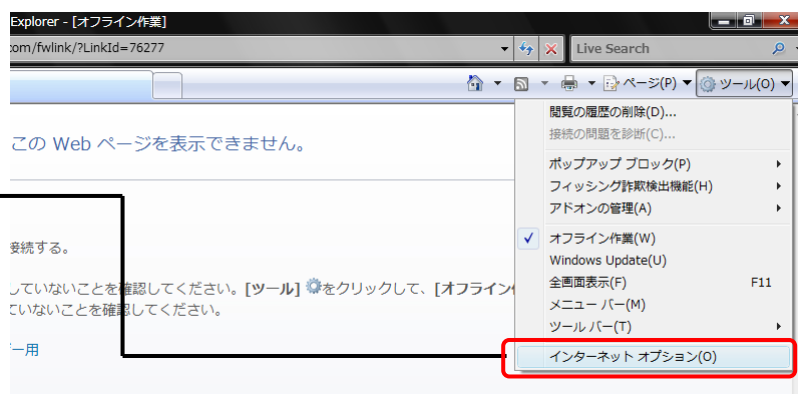 Explorer - [オフライン作業]
com/fwlink/?LinkId=76277
Live Search
ページ(P)
ツール(O)
閲覧の履歴の削除(D)...
接続の問題を診断(C)...
この Web ページを表示できません。
ポップアップ ブロック(P)
フィッシング詐欺検出機能(H)
アドオンの管理(A)
オフライン作業(W)
接続する。
Windows Update(U)
していないことを確認してください。[ツール] をクリックして、[オフライン
全画面表示(F) F11
ていないことを確認してください。
メニュー バー(M)
ツール バー(T)
ー用
インターネット オプション(O)